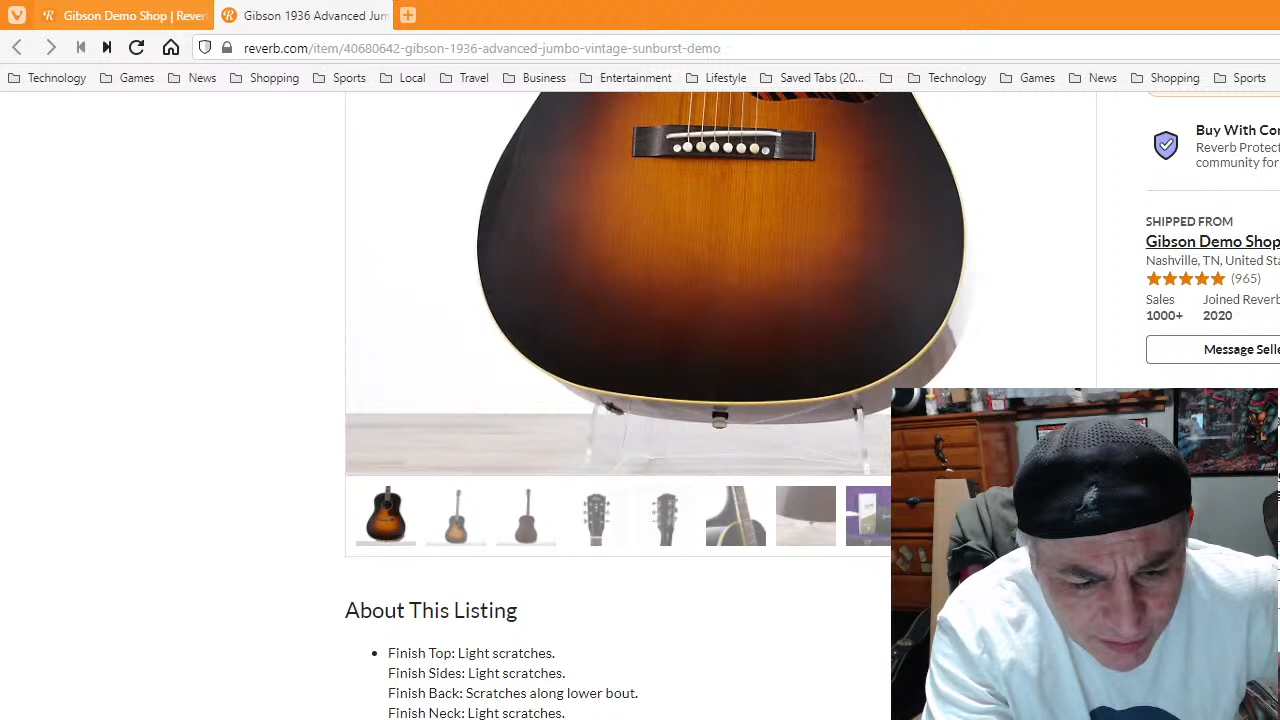 Gibson Demo Shop | Rever
Gibson 1936 Advanced Jum
reverb.com/item/40680642-gibson-1936-advanced-jumbo-vintage-sunburst-demo
Technology Games News Shopping Sports Local Travel Business Entertainment Lifestyle Saved Tabs (20... Technology Games News Shopping Sports
Buy With Con
Reverb Protect
community for
SHIPPED FROM
Gibson Demo Shop
Nashville, TN, United Sta
(965)
Sales Joined Reverb
1000+ 2020
Message Selle
About This Listing
Finish Top: Light scratches.
Finish Sides: Light scratches.
Finish Back: Scratches along lower bout.
Finish Neck: Light scratches.